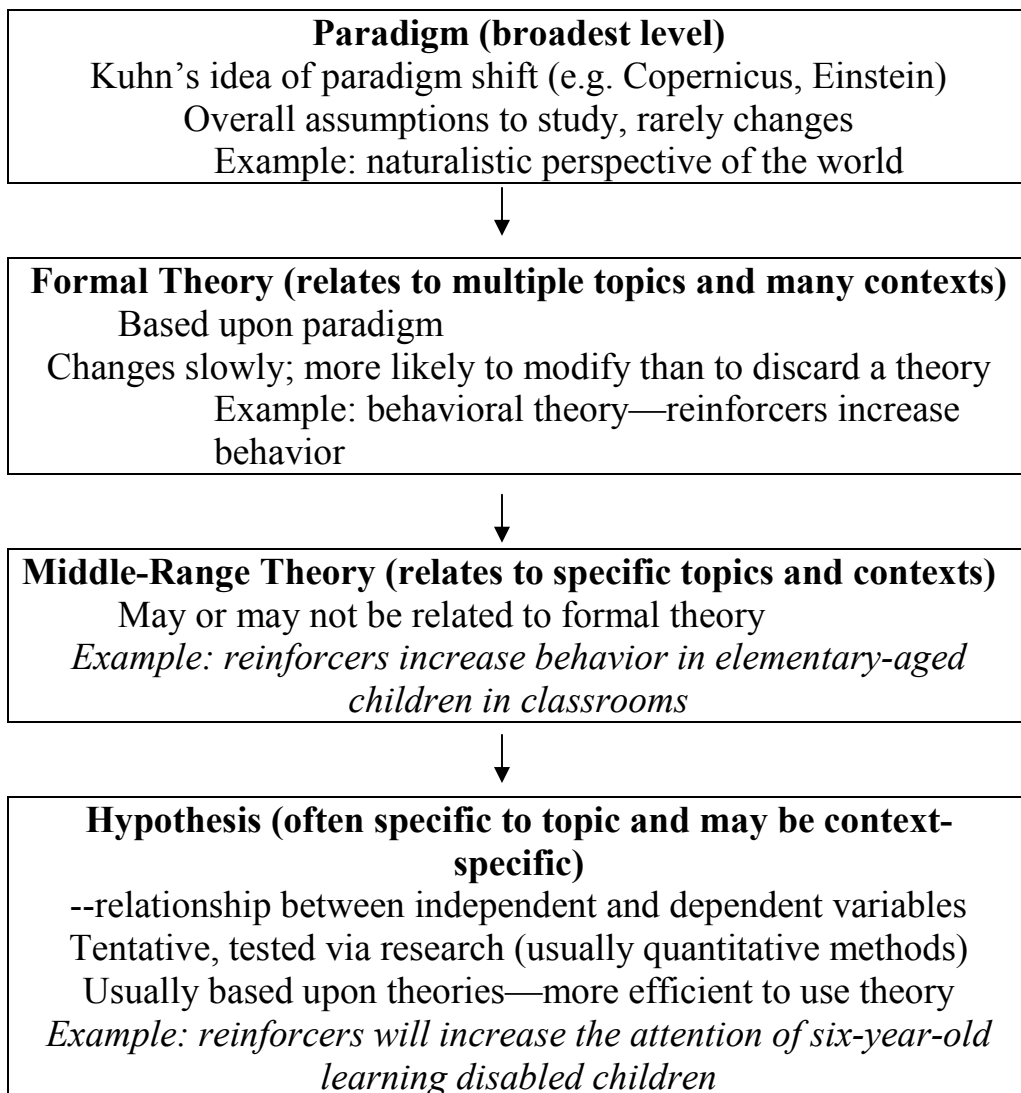 Paradigm (broadest level)
Kuhn’s idea of paradigm shift (e.g. Copernicus, Einstein)
Overall assumptions to study, rarely changes
Example: naturalistic perspective of the world
Formal Theory (relates to multiple topics and many contexts)
Based upon paradigm
Changes slowly; more likely to modify than to discard a theory
Example: behavioral theory—reinforcers increase
behavior
Middle-Range Theory (relates to specific topics and contexts)
May or may not be related to formal theory
Example: reinforcers increase behavior in elementary-aged
children in classrooms
Hypothesis (often specific to topic and may be context-
specific)
--relationship between independent and dependent variables
Tentative, tested via research (usually quantitative methods)
Usually based upon theories—more efficient to use theory
Example: reinforcers will increase the attention of six-year-old
learning disabled children